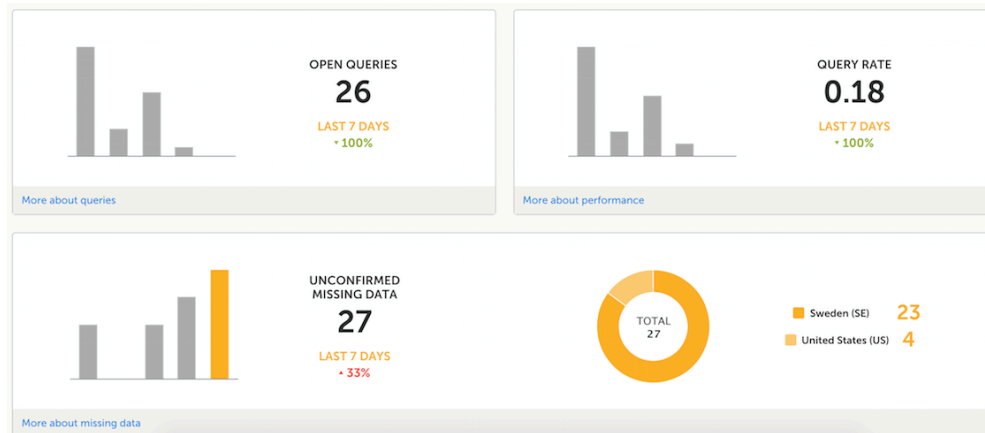 OPEN QUERIES
26
LAST 7 DAYS
▾ 100%
More about queries
QUERY RATE
0.18
LAST 7 DAYS
▾ 100%
More about performance
UNCONFIRMED
MISSING DATA
27
LAST 7 DAYS
▴ 33%
TOTAL
27
Sweden (SE) 23
United States (US) 4
More about missing data